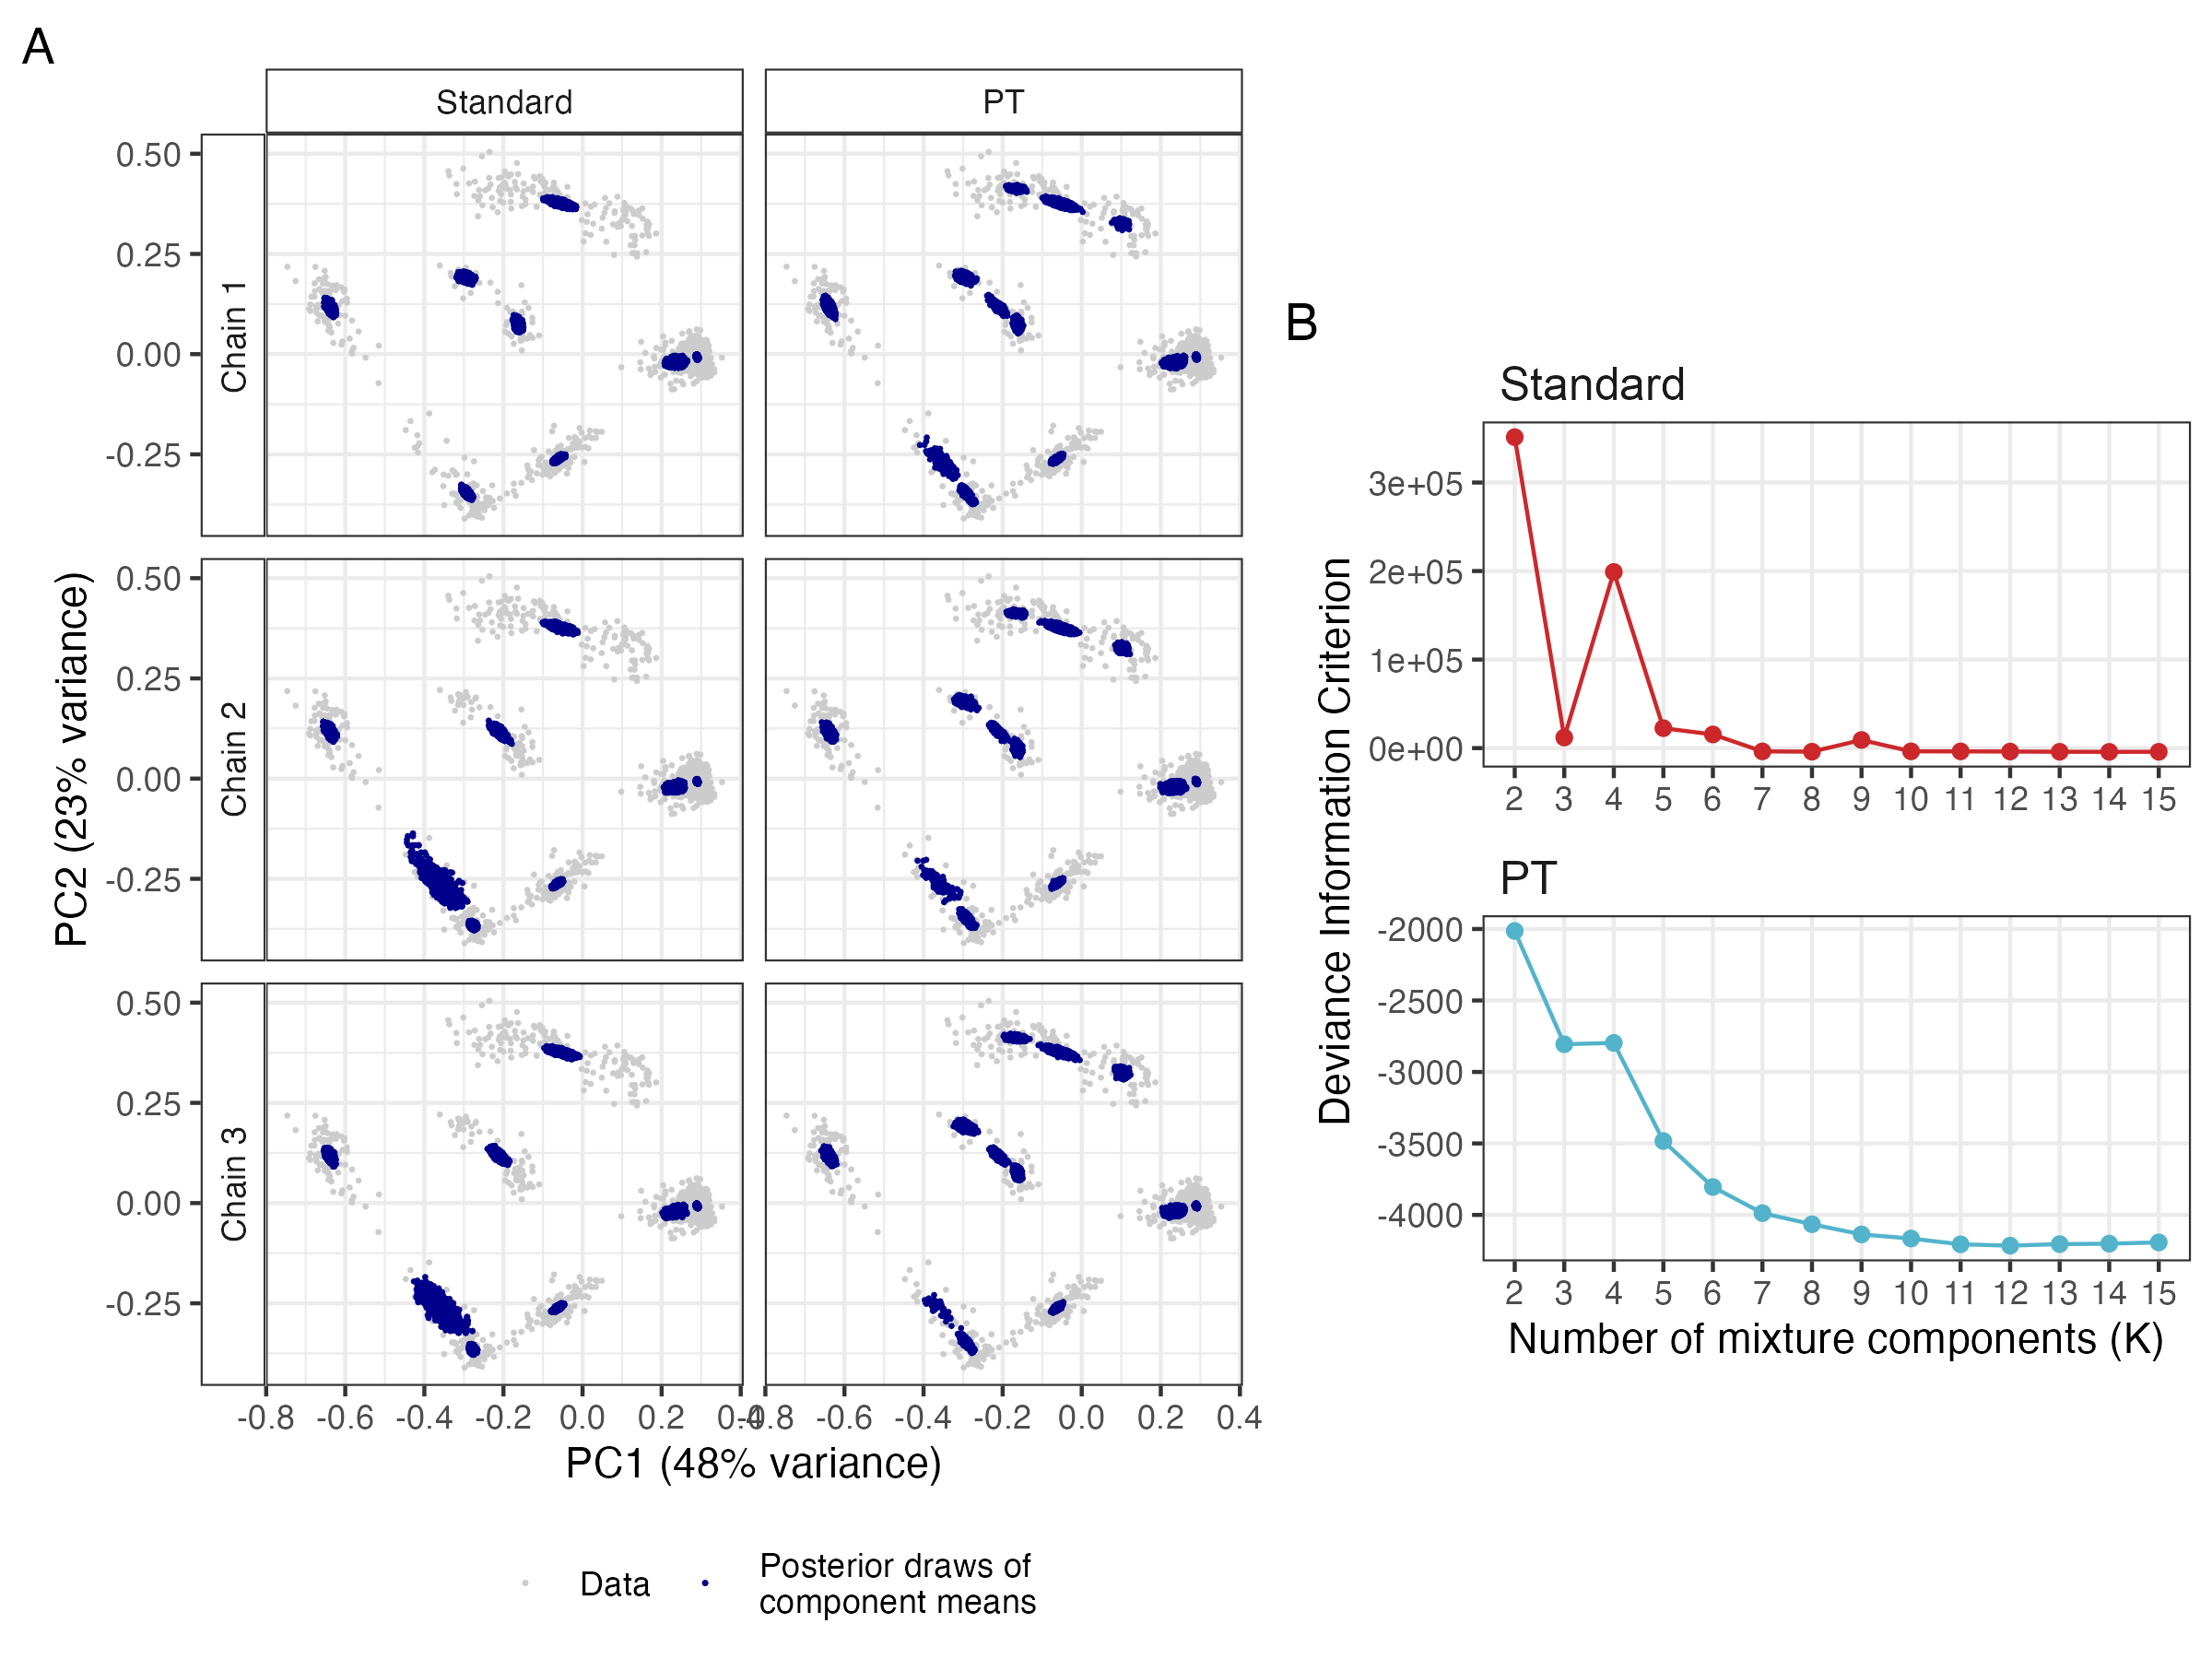 A
Standard
PT
Chain 1
0.50
0.25
0.00
-0.25
Chain 2
0.50
0.25
0.00
-0.25
Chain 3
0.50
0.25
0.00
-0.25
PC2 (23% variance)
-0.8 -0.6 -0.4 -0.2 0.0 0.2 0.4
-0.8 -0.6 -0.4 -0.2 0.0 0.2 0.4
PC1 (48% variance)
Data
Posterior draws of
component means
B
Deviance Information Criterion
Standard
3e+05
2e+05
1e+05
0e+00
2 3 4 5 6 7 8 9 10 11 12 13 14 15
PT
-2000
-2500
-3000
-3500
-4000
2 3 4 5 6 7 8 9 10 11 12 13 14 15
Number of mixture components (K)